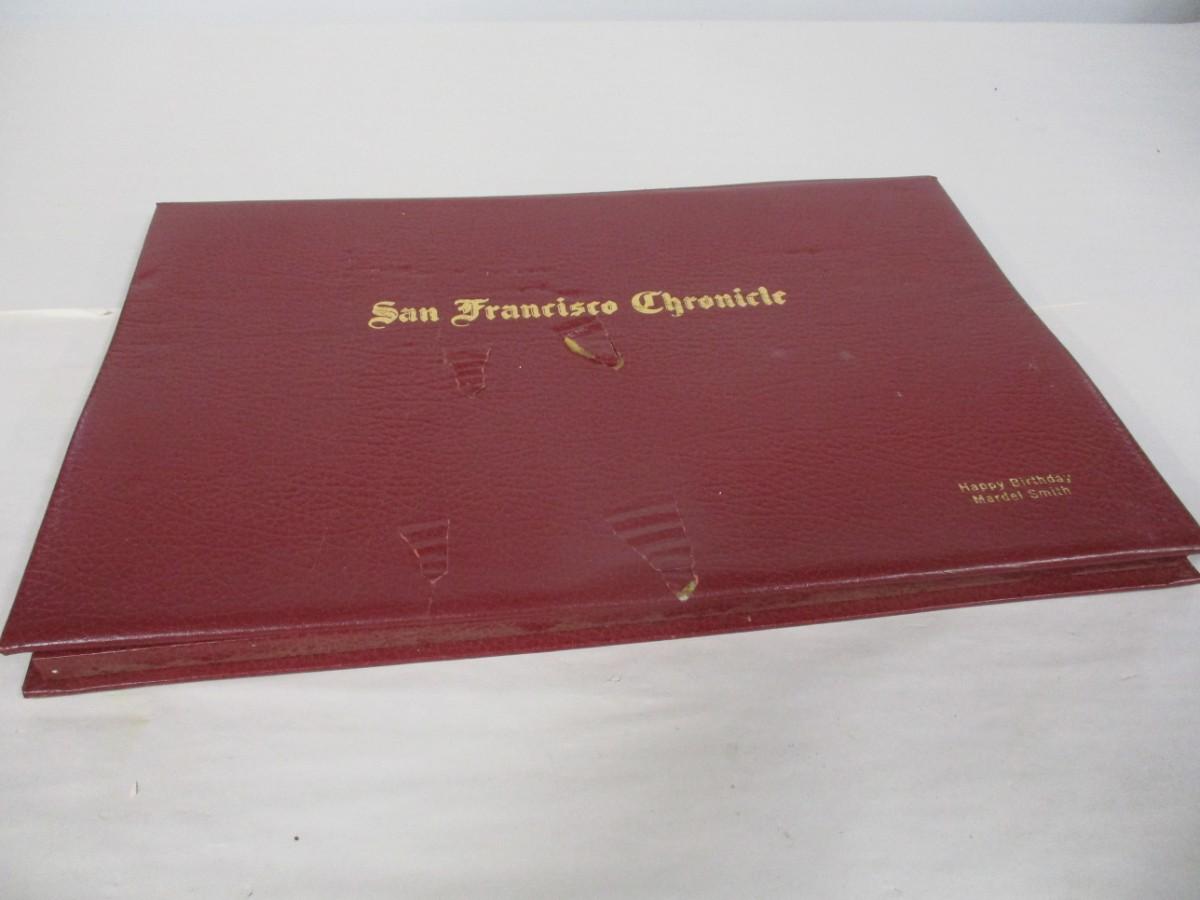 San Francisco Chronicle
Happy Birthday
Mardel Smith